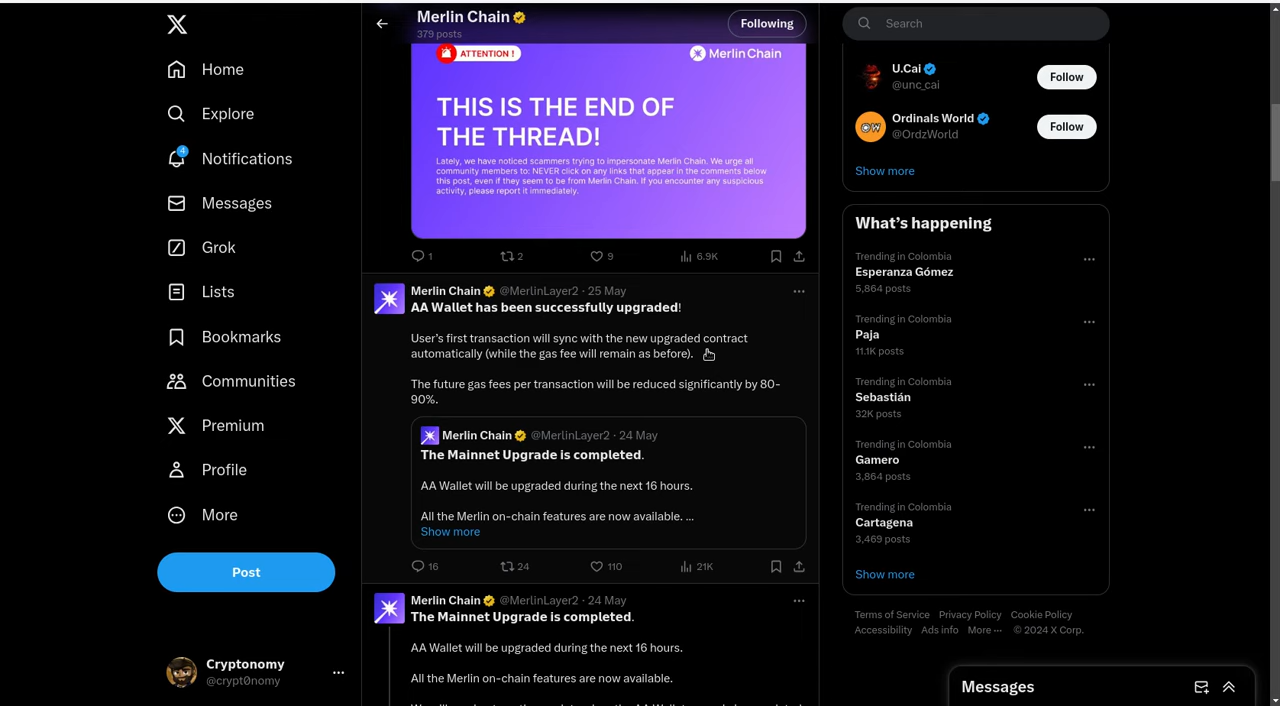 Home
Explore
4
Notifications
Messages
Grok
Lists
Bookmarks
Communities
Premium
Profile
More
Post
Cryptonomy
@crypt0nomy
Merlin Chain
379 posts
Following
ATTENTION !
Merlin Chain
THIS IS THE END OF
THE THREAD!
Lately, we have noticed scammers trying to impersonate Merlin Chain. We urge all
community members to: NEVER click on any links that appear in the comments below
this post, even if they seem to be from Merlin Chain. If you encounter any suspicious
activity, please report it immediately.
1 2 9 6.9K
Merlin Chain @MerlinLayer2 · 25 May
AA Wallet has been successfully upgraded!
User’s first transaction will sync with the new upgraded contract
automatically (while the gas fee will remain as before).
The future gas fees per transaction will be reduced significantly by 80-
90%.
Merlin Chain @MerlinLayer2 · 24 May
The Mainnet Upgrade is completed.
AA Wallet will be upgraded during the next 16 hours.
All the Merlin on-chain features are now available. ...
Show more
16 24 110 21K
Merlin Chain @MerlinLayer2 · 24 May
The Mainnet Upgrade is completed.
AA Wallet will be upgraded during the next 16 hours.
All the Merlin on-chain features are now available.
Search
U.Cai
@unc_cai
Follow
Ordinals World
@OrdzWorld
Follow
Show more
What’s happening
Trending in Colombia
Esperanza Gómez
5,864 posts
Trending in Colombia
Paja
11.1K posts
Trending in Colombia
Sebastián
32K posts
Trending in Colombia
Gamero
3,864 posts
Trending in Colombia
Cartagena
3,469 posts
Show more
Terms of Service Privacy Policy Cookie Policy
Accessibility Ads info More ··· © 2024 X Corp.
Messages